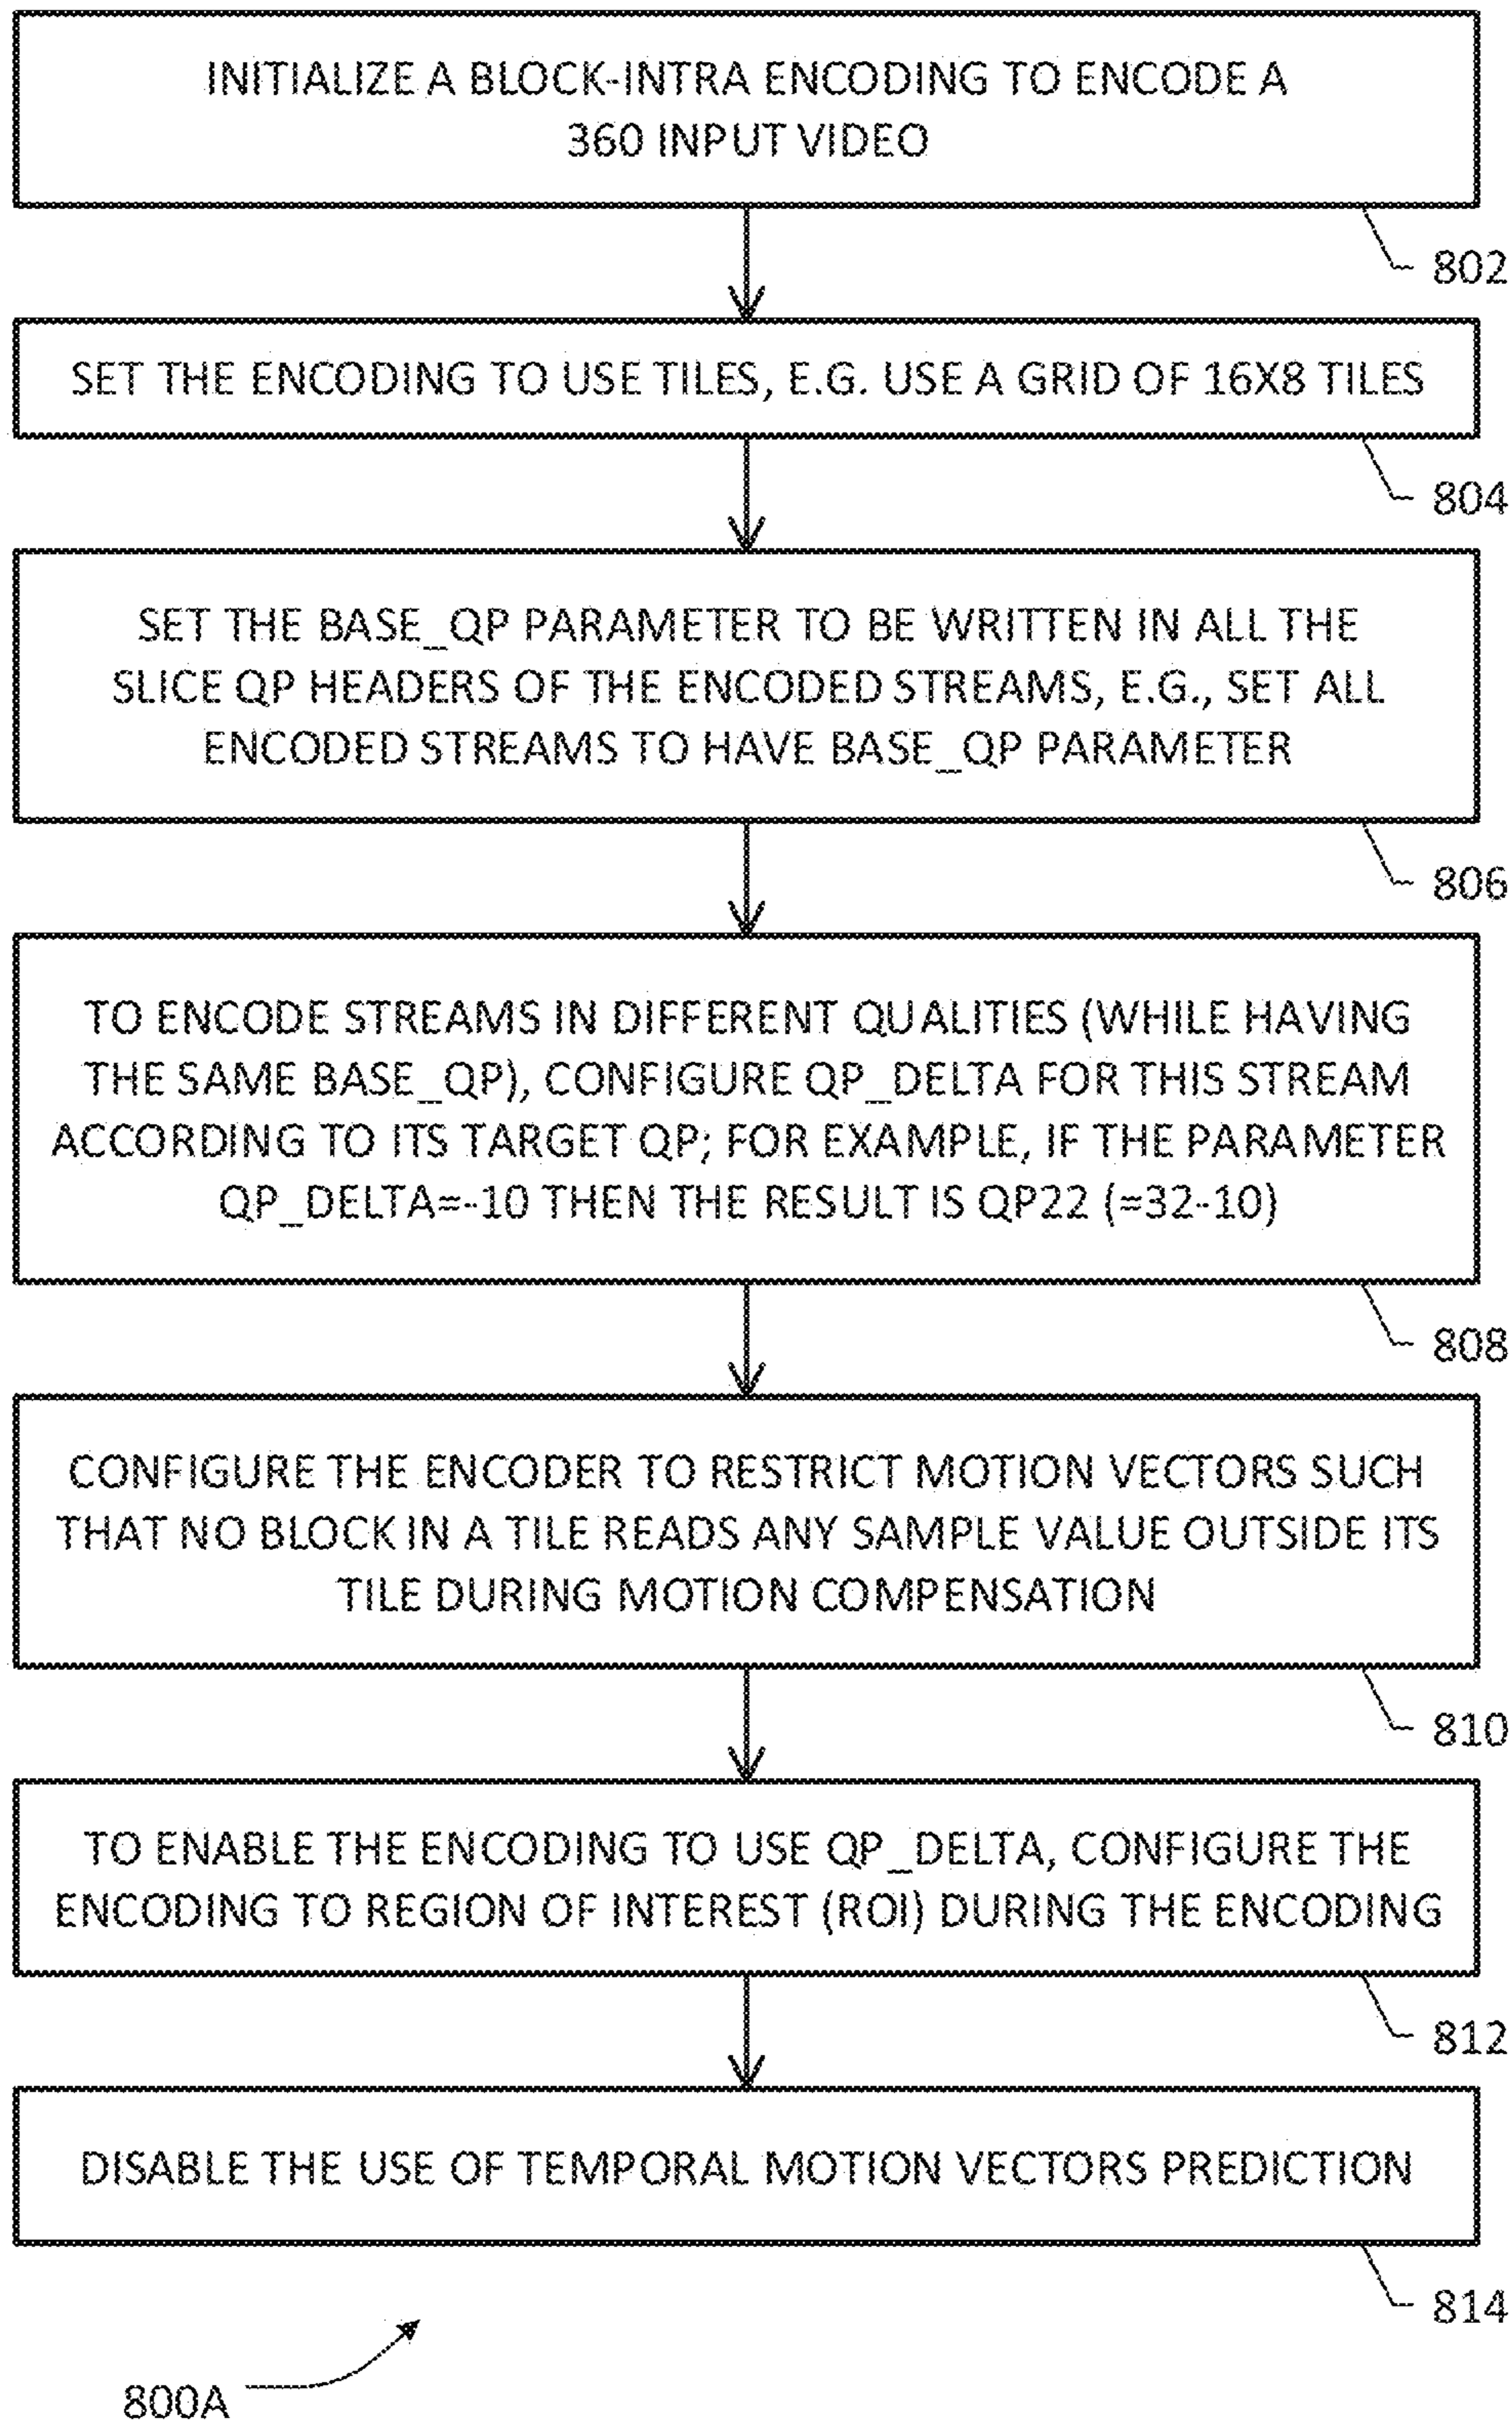 INITIALIZE A BLOCK-INTRA ENCODING TO ENCODE A
360 INPUT VIDEO
802
SET THE ENCODING TO USE TILES, E.G. USE A GRID OF 16X8 TILES
804
SET THE BASE_QP PARAMETER TO BE WRITTEN IN ALL THE
SLICE QP HEADERS OF THE ENCODED STREAMS, E.G., SET ALL
ENCODED STREAMS TO HAVE BASE_QP PARAMETER
806
TO ENCODE STREAMS IN DIFFERENT QUALITIES (WHILE HAVING
THE SAME BASE_QP), CONFIGURE QP_DELTA FOR THIS STREAM
ACCORDING TO ITS TARGET QP; FOR EXAMPLE, IF THE PARAMETER
QP_DELTA=-10 THEN THE RESULT IS QP22 (=32-10)
808
CONFIGURE THE ENCODER TO RESTRICT MOTION VECTORS SUCH
THAT NO BLOCK IN A TILE READS ANY SAMPLE VALUE OUTSIDE ITS
TILE DURING MOTION COMPENSATION
810
TO ENABLE THE ENCODING TO USE QP_DELTA, CONFIGURE THE
ENCODING TO REGION OF INTEREST (ROI) DURING THE ENCODING
812
DISABLE THE USE OF TEMPORAL MOTION VECTORS PREDICTION
814
800A